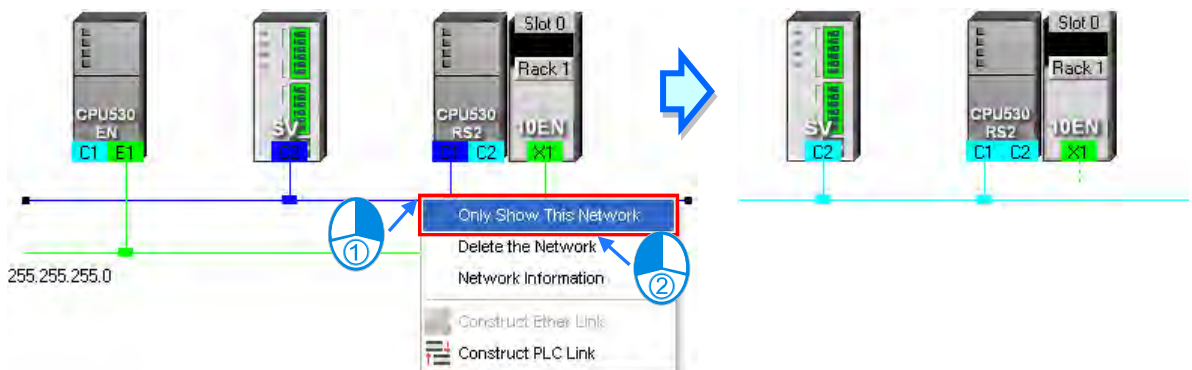 Slot 0
Rack 1
CPU530
EN
C1 E1
SV
C2
CPU530
RS2
C1 C2
10EN
X1
Slot 0
Rack 1
SV
C2
CPU530
RS2
C1 C2
10EN
X1
Only Show This Network
Delete the Network
Network Information
Construct Ether Link
Construct PLC Link
①
②
255.255.255.0